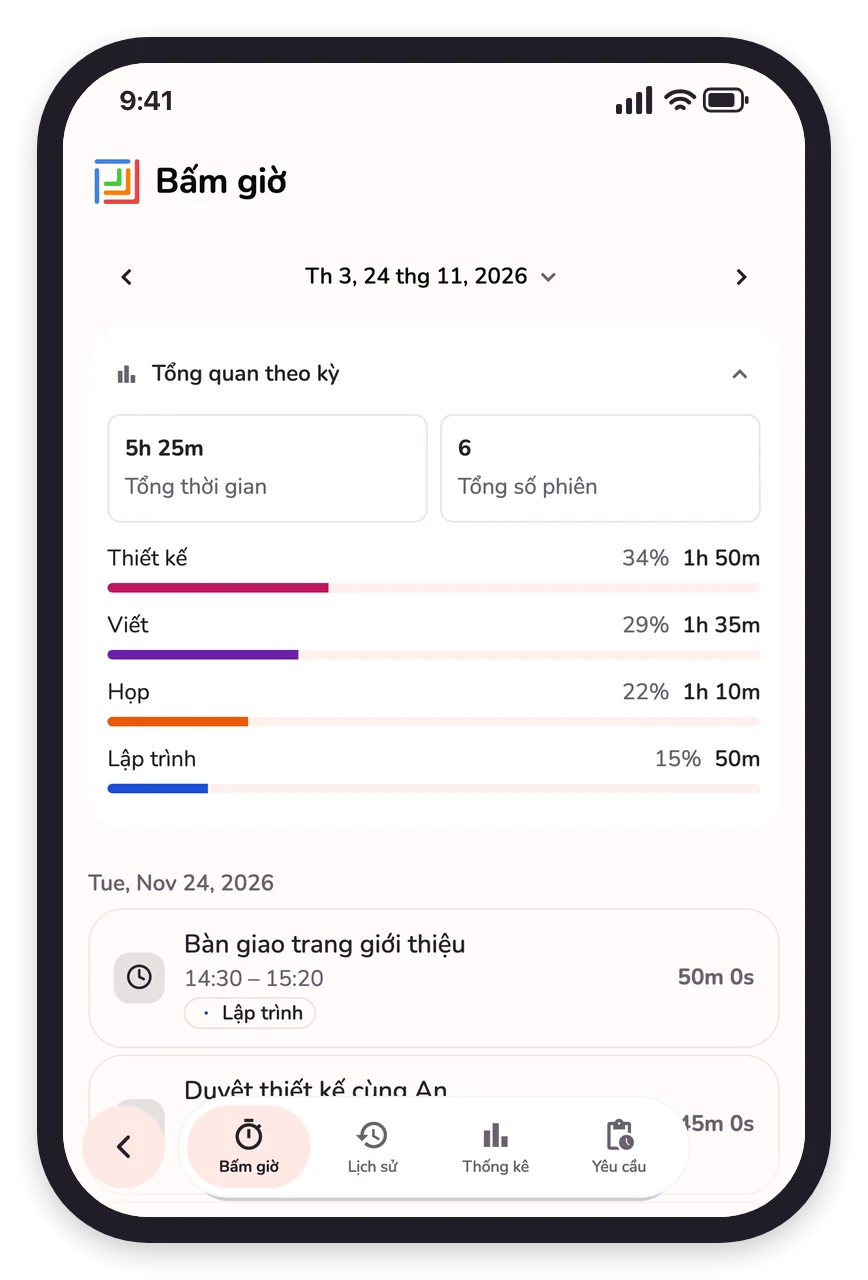 9:41
Bấm giờ
Th 3, 24 thg 11, 2026
Tổng quan theo kỳ
5h 25m
Tổng thời gian
6
Tổng số phiên
Thiết kế 34% 1h 50m
Viết 29% 1h 35m
Họp 22% 1h 10m
Lập trình 15% 50m
Tue, Nov 24, 2026
Bàn giao trang giới thiệu
14:30 – 15:20
50m 0s
Lập trình
Duyệt thiết kế cùng An
45m 0s
Bấm giờ
Lịch sử
Thống kê
Yêu cầu